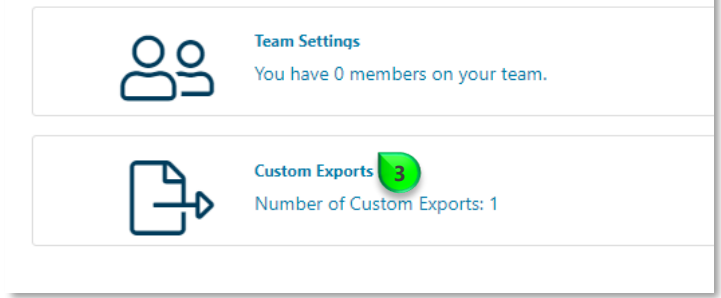 Team Settings
You have 0 members on your team.
Custom Exports 3
Number of Custom Exports: 1